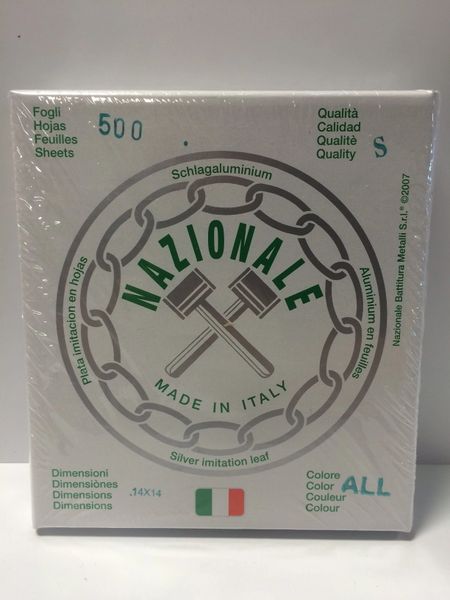 Fogli
Hojas
Feuilles
Sheets
500
Qualità
Calidad
Qualitè
Quality
S
Schlagaluminium
NAZIONALE
Plata imitacion en hojas
Aluminium en feuilles
Nazionale Battitura Metalli S.r.l.® ©2007
MADE IN ITALY
Silver imitation leaf
Dimensioni
Dimensiònes
Dimensions
Dimensions
.14X14
Colore
Color
Couleur
Colour
ALL